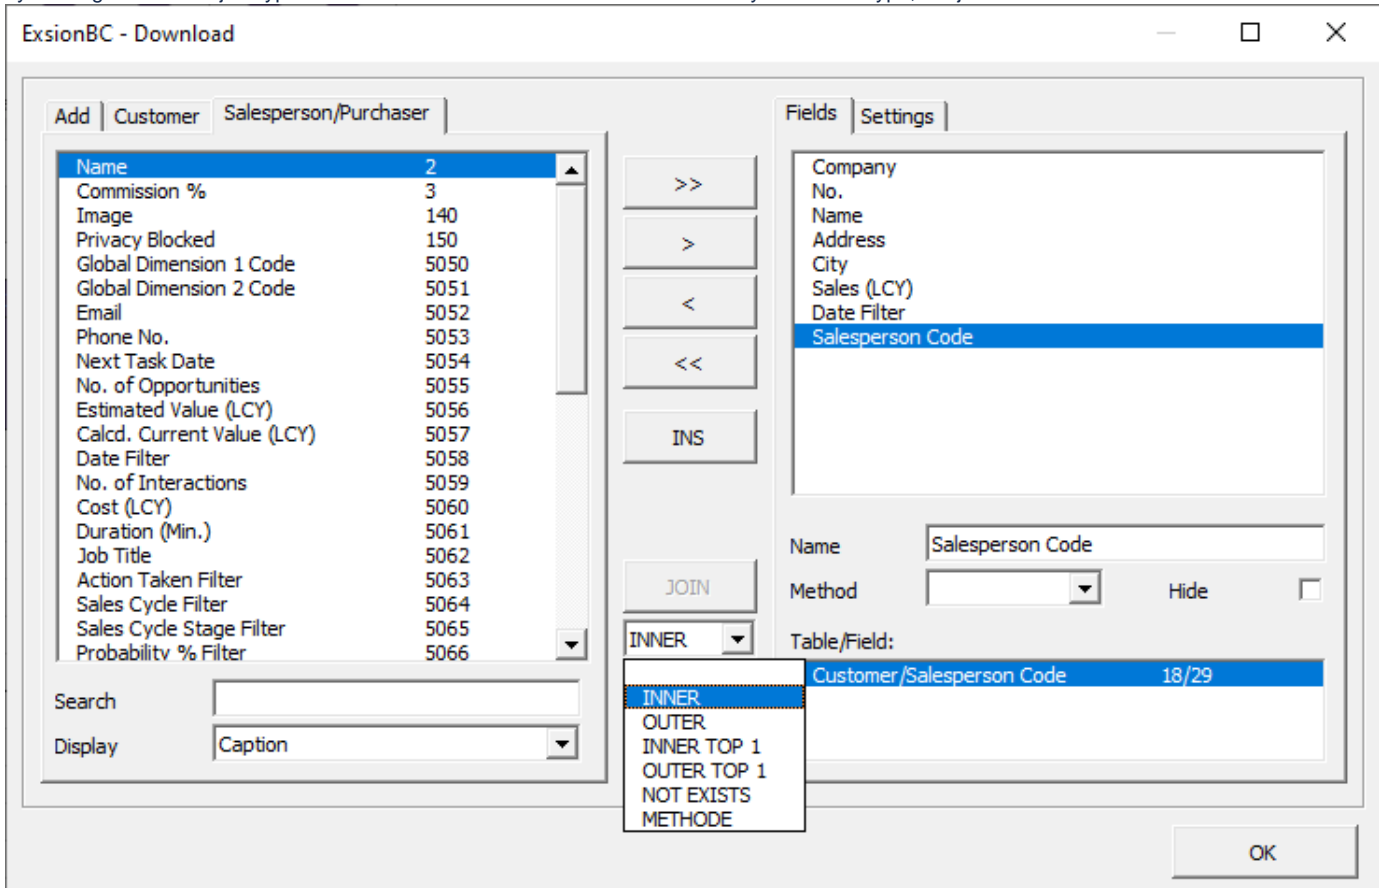 ExsionBC - Download
Add Customer Salesperson/Purchaser
Name 2
Commission % 3
Image 140
Privacy Blocked 150
Global Dimension 1 Code 5050
Global Dimension 2 Code 5051
Email 5052
Phone No. 5053
Next Task Date 5054
No. of Opportunities 5055
Estimated Value (LCY) 5056
Calcd. Current Value (LCY) 5057
Date Filter 5058
No. of Interactions 5059
Cost (LCY) 5060
Duration (Min.) 5061
Job Title 5062
Action Taken Filter 5063
Sales Cycle Filter 5064
Sales Cycle Stage Filter 5065
Probability % Filter 5066
Search
Display Caption
>>
>
<
<<
INS
JOIN
INNER
INNER
OUTER
INNER TOP 1
OUTER TOP 1
NOT EXISTS
METHODE
Fields Settings
Company
No.
Name
Address
City
Sales (LCY)
Date Filter
Salesperson Code
Name Salesperson Code
Method Hide
Table/Field:
Customer/Salesperson Code 18/29
OK